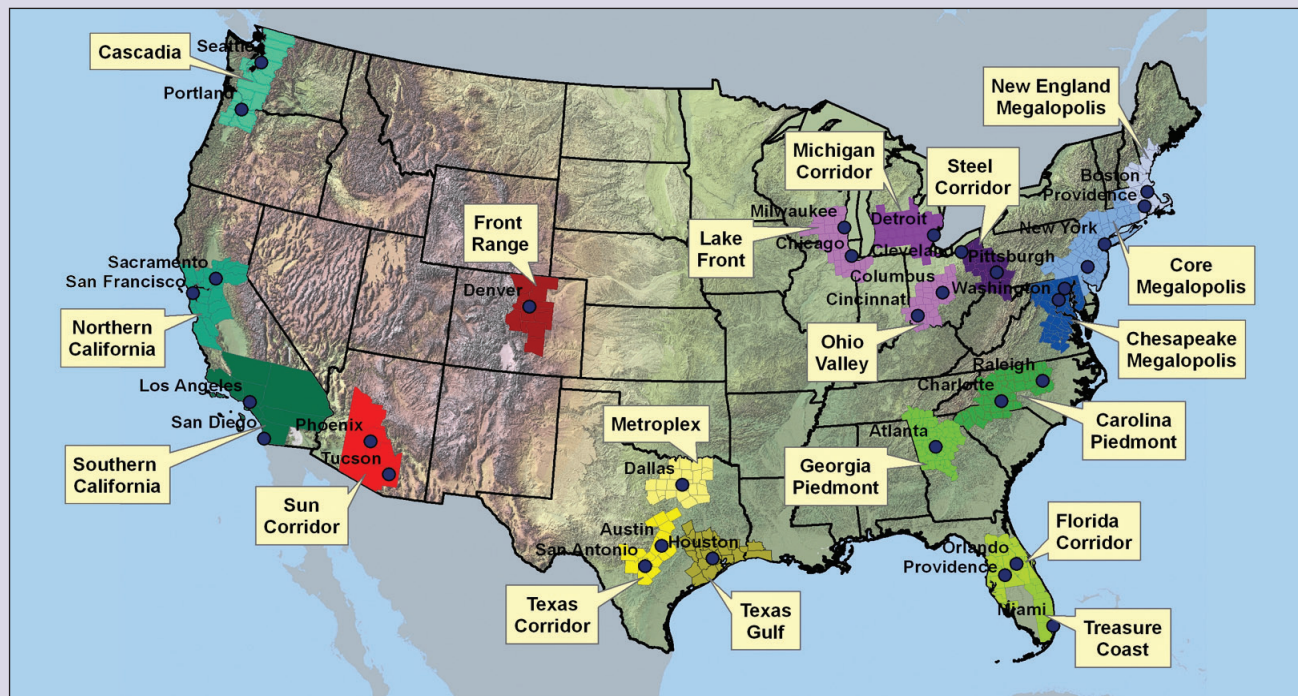 Cascadia
Seattle
Portland
New England
Megalopolis
Michigan
Corridor
Steel
Corridor
Boston
Providence
Milwaukee
Detroit
Front
Range
Lake
Front
Chicago
Cleveland
New York
Pittsburgh
Core
Megalopolis
Sacramento
San Francisco
Denver
Columbus
Washington
Cincinnati
Northern
California
Ohio
Valley
Chesapeake
Megalopolis
Los Angeles
San Diego
Raleigh
Charlotte
Carolina
Piedmont
Phoenix
Tucson
Metroplex
Atlanta
Southern
California
Dallas
Georgia
Piedmont
Sun
Corridor
Austin
San Antonio
Houston
Orlando
Providence
Florida
Corridor
Texas
Corridor
Texas
Gulf
Miami
Treasure
Coast